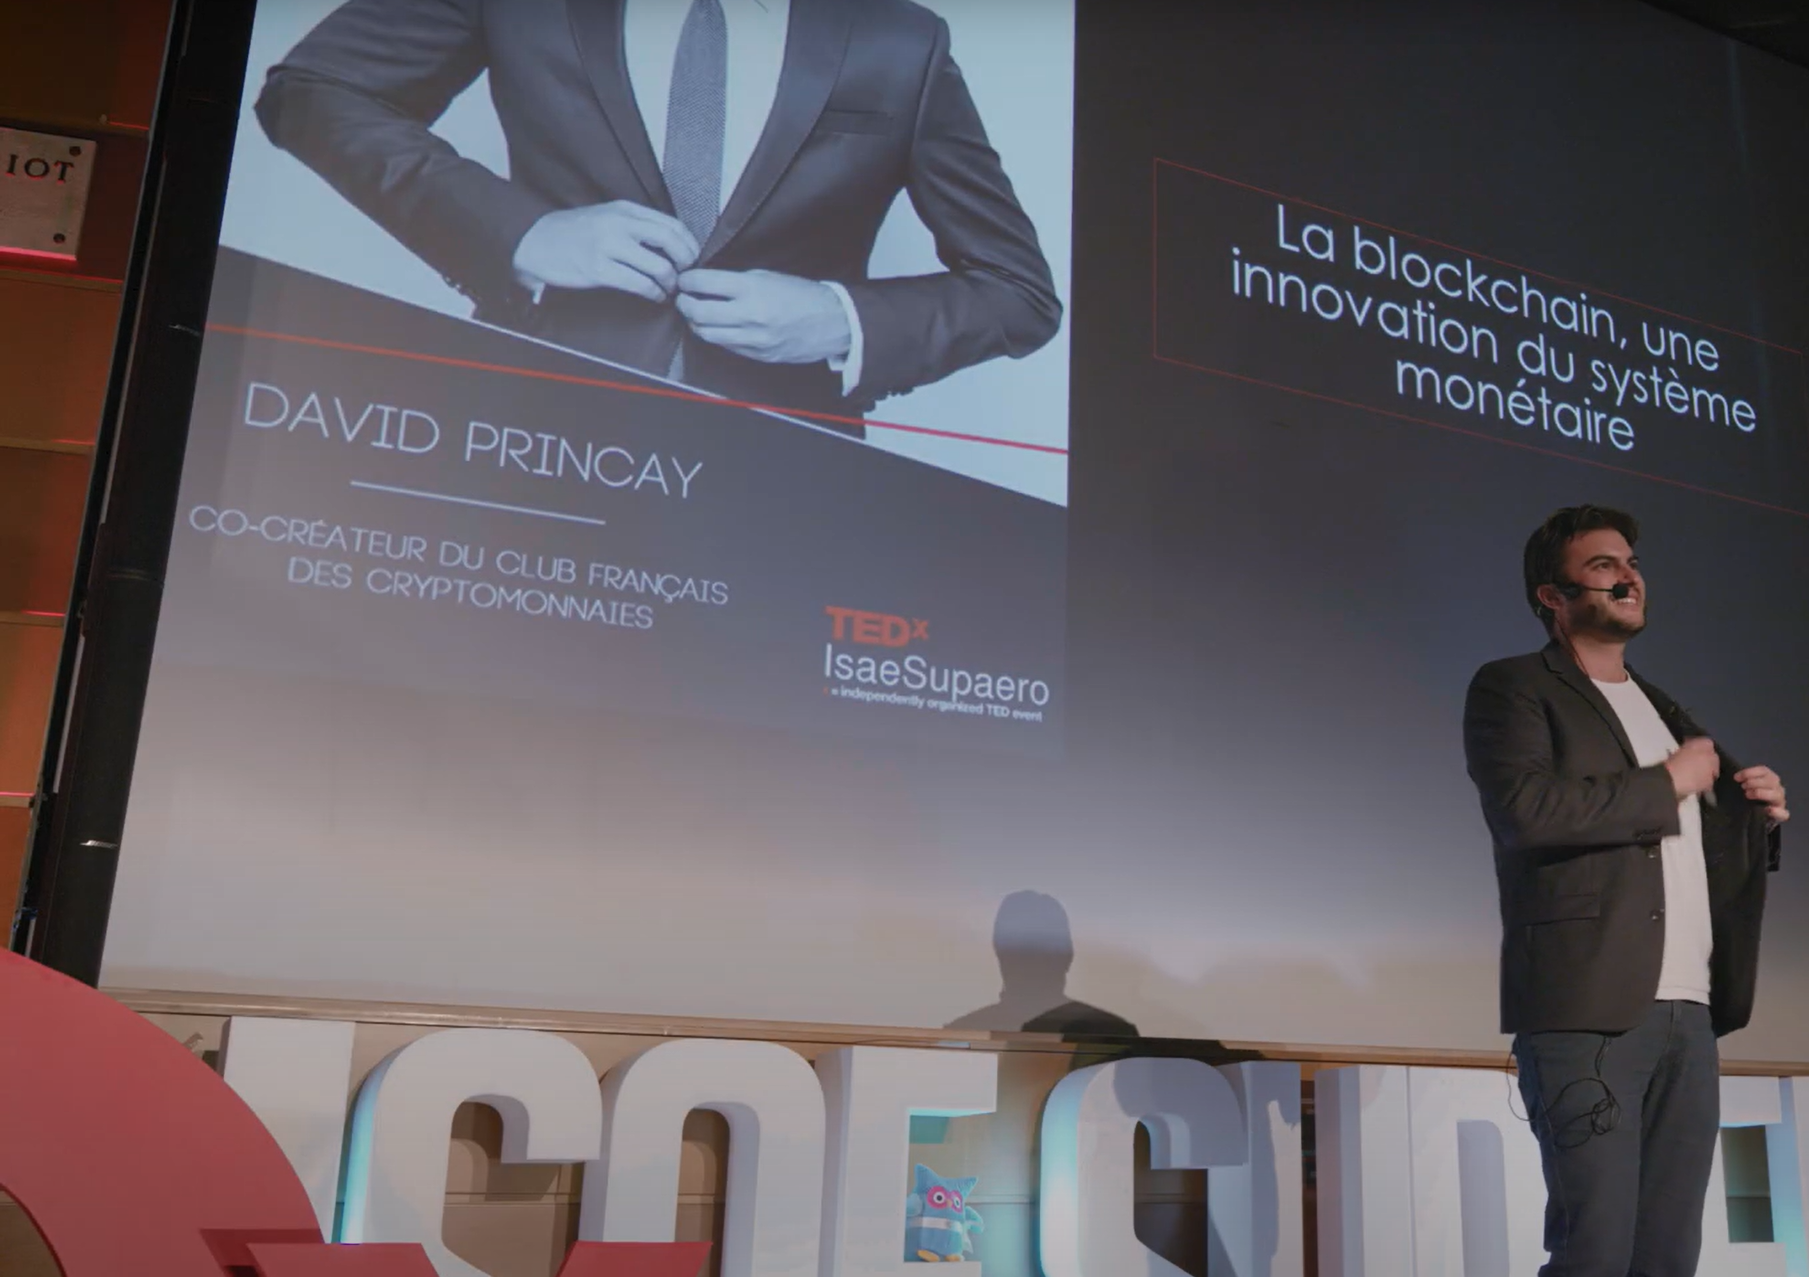 IOT
DAVID PRINCAY
CO-CRÉATEUR DU CLUB FRANÇAIS
DES CRYPTOMONNAIES
TEDx
IsaeSupaero
independently organized TED event
La blockchain, une
innovation du système
monétaire